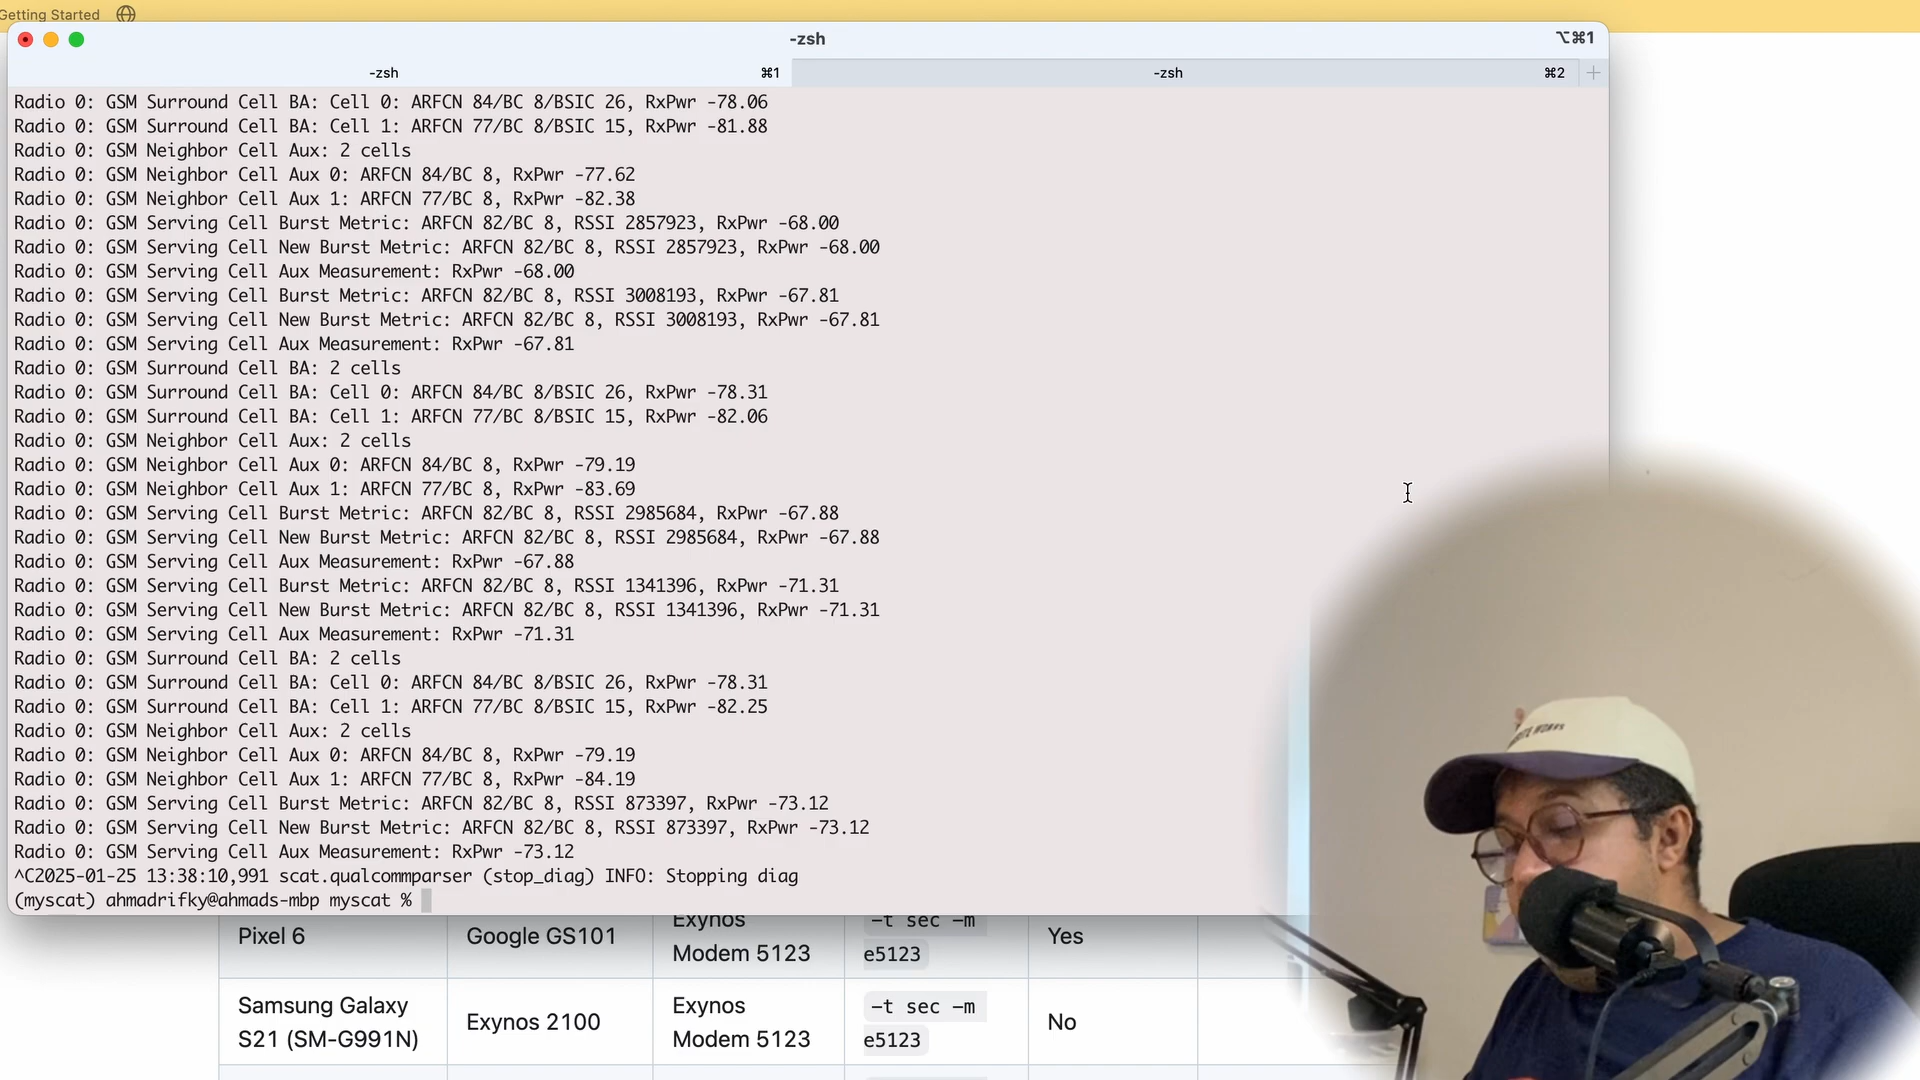 Getting Started
-zsh
⌥⌘1
-zsh ⌘1 -zsh ⌘2 +
Radio 0: GSM Surround Cell BA: Cell 0: ARFCN 84/BC 8/BSIC 26, RxPwr -78.06
Radio 0: GSM Surround Cell BA: Cell 1: ARFCN 77/BC 8/BSIC 15, RxPwr -81.88
Radio 0: GSM Neighbor Cell Aux: 2 cells
Radio 0: GSM Neighbor Cell Aux 0: ARFCN 84/BC 8, RxPwr -77.62
Radio 0: GSM Neighbor Cell Aux 1: ARFCN 77/BC 8, RxPwr -82.38
Radio 0: GSM Serving Cell Burst Metric: ARFCN 82/BC 8, RSSI 2857923, RxPwr -68.00
Radio 0: GSM Serving Cell New Burst Metric: ARFCN 82/BC 8, RSSI 2857923, RxPwr -68.00
Radio 0: GSM Serving Cell Aux Measurement: RxPwr -68.00
Radio 0: GSM Serving Cell Burst Metric: ARFCN 82/BC 8, RSSI 3008193, RxPwr -67.81
Radio 0: GSM Serving Cell New Burst Metric: ARFCN 82/BC 8, RSSI 3008193, RxPwr -67.81
Radio 0: GSM Serving Cell Aux Measurement: RxPwr -67.81
Radio 0: GSM Surround Cell BA: 2 cells
Radio 0: GSM Surround Cell BA: Cell 0: ARFCN 84/BC 8/BSIC 26, RxPwr -78.31
Radio 0: GSM Surround Cell BA: Cell 1: ARFCN 77/BC 8/BSIC 15, RxPwr -82.06
Radio 0: GSM Neighbor Cell Aux: 2 cells
Radio 0: GSM Neighbor Cell Aux 0: ARFCN 84/BC 8, RxPwr -79.19
Radio 0: GSM Neighbor Cell Aux 1: ARFCN 77/BC 8, RxPwr -83.69
Radio 0: GSM Serving Cell Burst Metric: ARFCN 82/BC 8, RSSI 2985684, RxPwr -67.88
Radio 0: GSM Serving Cell New Burst Metric: ARFCN 82/BC 8, RSSI 2985684, RxPwr -67.88
Radio 0: GSM Serving Cell Aux Measurement: RxPwr -67.88
Radio 0: GSM Serving Cell Burst Metric: ARFCN 82/BC 8, RSSI 1341396, RxPwr -71.31
Radio 0: GSM Serving Cell New Burst Metric: ARFCN 82/BC 8, RSSI 1341396, RxPwr -71.31
Radio 0: GSM Serving Cell Aux Measurement: RxPwr -71.31
Radio 0: GSM Surround Cell BA: 2 cells
Radio 0: GSM Surround Cell BA: Cell 0: ARFCN 84/BC 8/BSIC 26, RxPwr -78.31
Radio 0: GSM Surround Cell BA: Cell 1: ARFCN 77/BC 8/BSIC 15, RxPwr -82.25
Radio 0: GSM Neighbor Cell Aux: 2 cells
Radio 0: GSM Neighbor Cell Aux 0: ARFCN 84/BC 8, RxPwr -79.19
Radio 0: GSM Neighbor Cell Aux 1: ARFCN 77/BC 8, RxPwr -84.19
Radio 0: GSM Serving Cell Burst Metric: ARFCN 82/BC 8, RSSI 873397, RxPwr -73.12
Radio 0: GSM Serving Cell New Burst Metric: ARFCN 82/BC 8, RSSI 873397, RxPwr -73.12
Radio 0: GSM Serving Cell Aux Measurement: RxPwr -73.12
^C2025-01-25 13:38:10,991 scat.qualcommparser (stop_diag) INFO: Stopping diag
(myscat) ahmadrifky@ahmads-mbp myscat %
Pixel 6
Google GS101
Exynos
Modem 5123
-t sec -m
e5123
Yes
Samsung Galaxy
S21 (SM-G991N)
Exynos 2100
Exynos
Modem 5123
-t sec -m
e5123
No